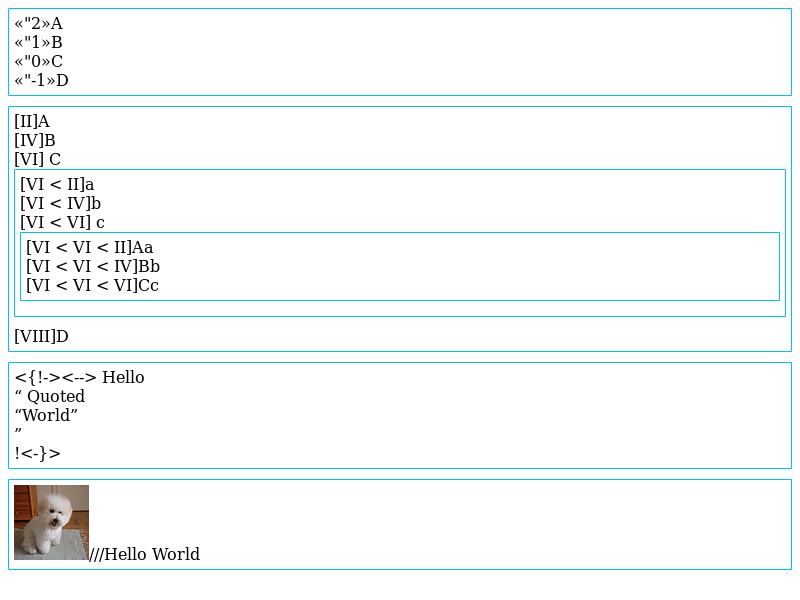 «"2»A
«"1»B
«"0»C
«"-1»D
[II]A
[IV]B
[VI] C
[VI < II]a
[VI < IV]b
[VI < VI] c
[VI < VI < II]Aa
[VI < VI < IV]Bb
[VI < VI < VI]Cc
[VIII]D
<{!-><--> Hello
“ Quoted
“World”
”
!<-}>
///Hello World